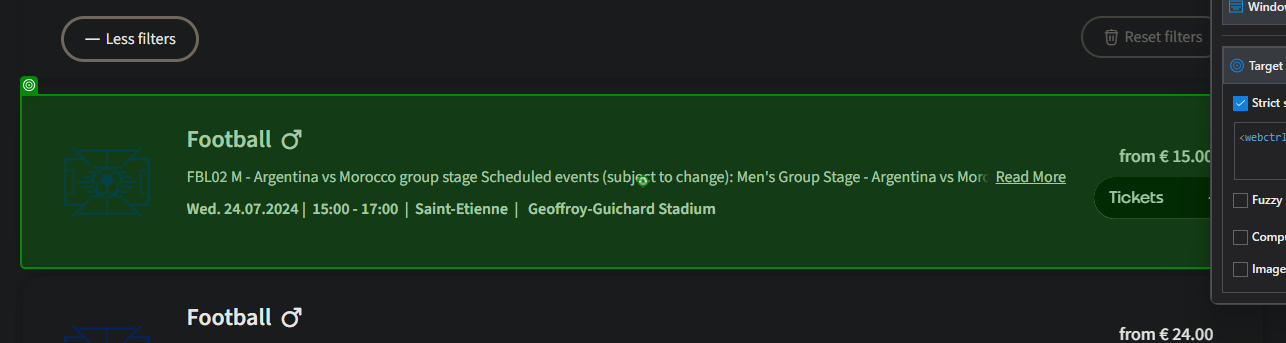 — Less filters
Reset filters
Window
Target
Strict s
<webctrl
Football
from € 15.00
FBL02 M - Argentina vs Morocco group stage Scheduled events (subject to change): Men's Group Stage - Argentina vs Moro Read More
Tickets
Fuzzy
Wed. 24.07.2024 | 15:00 - 17:00 | Saint-Etienne | Geoffroy-Guichard Stadium
Compu
Image
Football
from € 24.00